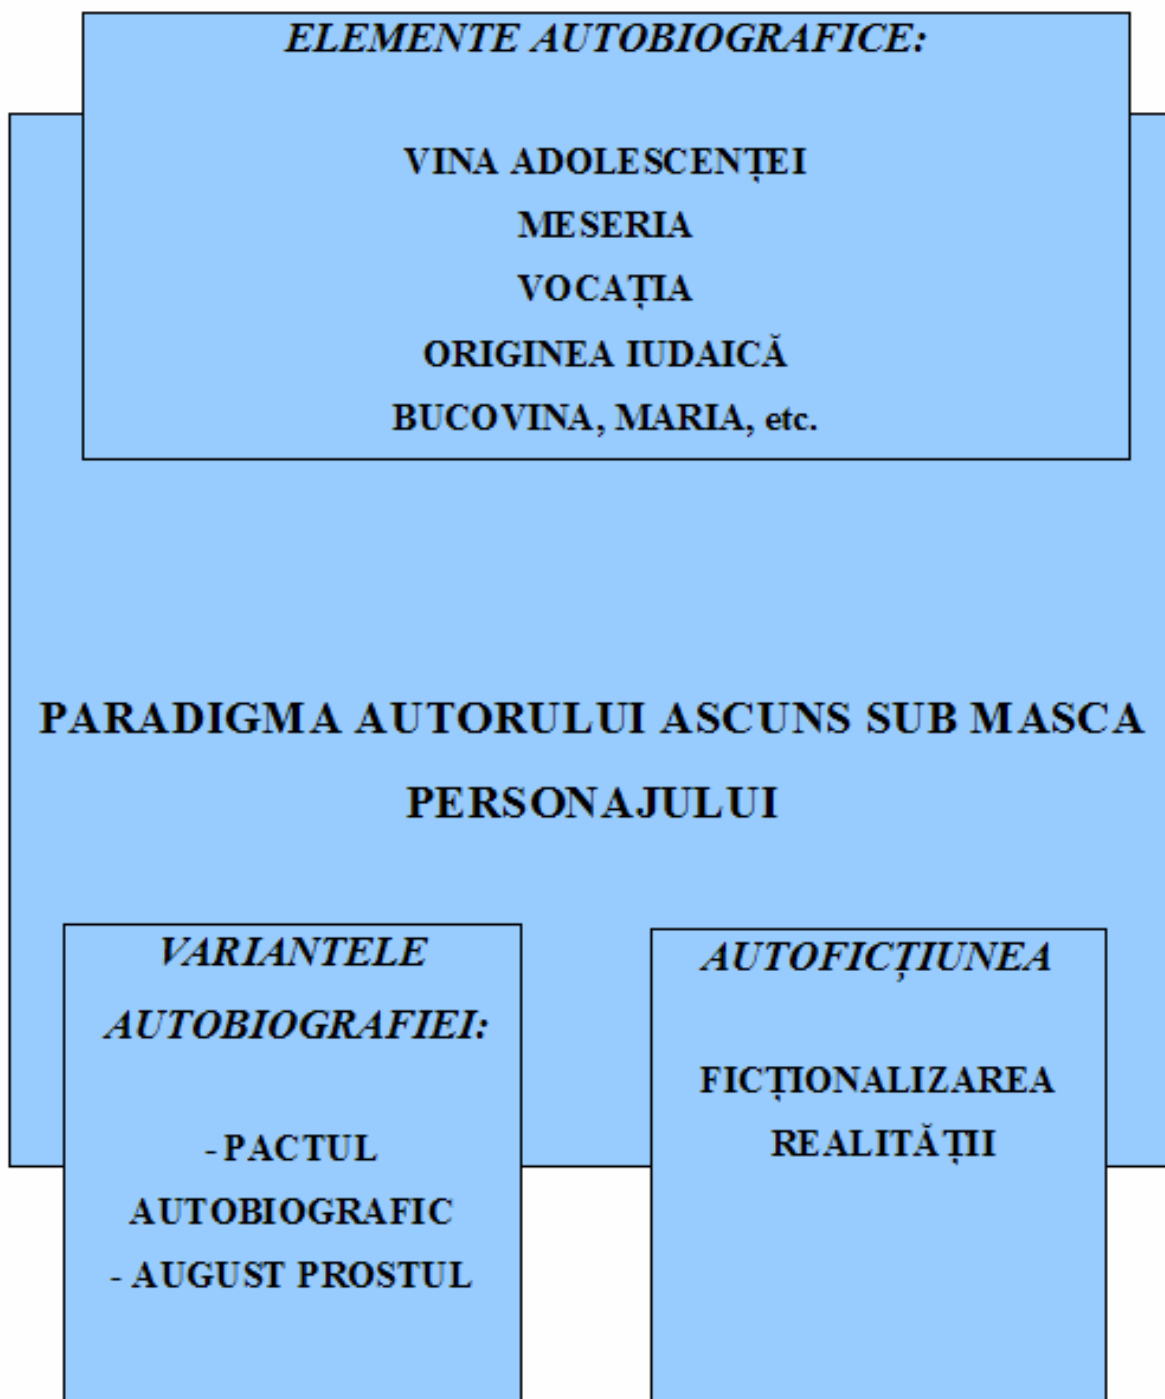 ELEMENTE AUTOBIOGRAFICE:
VINA ADOLESCENȚEI
MESERIA
VOCAȚIA
ORIGINEA IUDAICĂ
BUCOVINA, MARIA, etc.
PARADIGMA AUTORULUI ASCUNS SUB MASCA
PERSONAJULUI
VARIANTELE
AUTOBIOGRAFIEI:
- PACTUL
AUTOBIOGRAFIC
- AUGUST PROSTUL
AUTOFICȚIUNEA
FICȚIONALIZAREA
REALITĂȚII